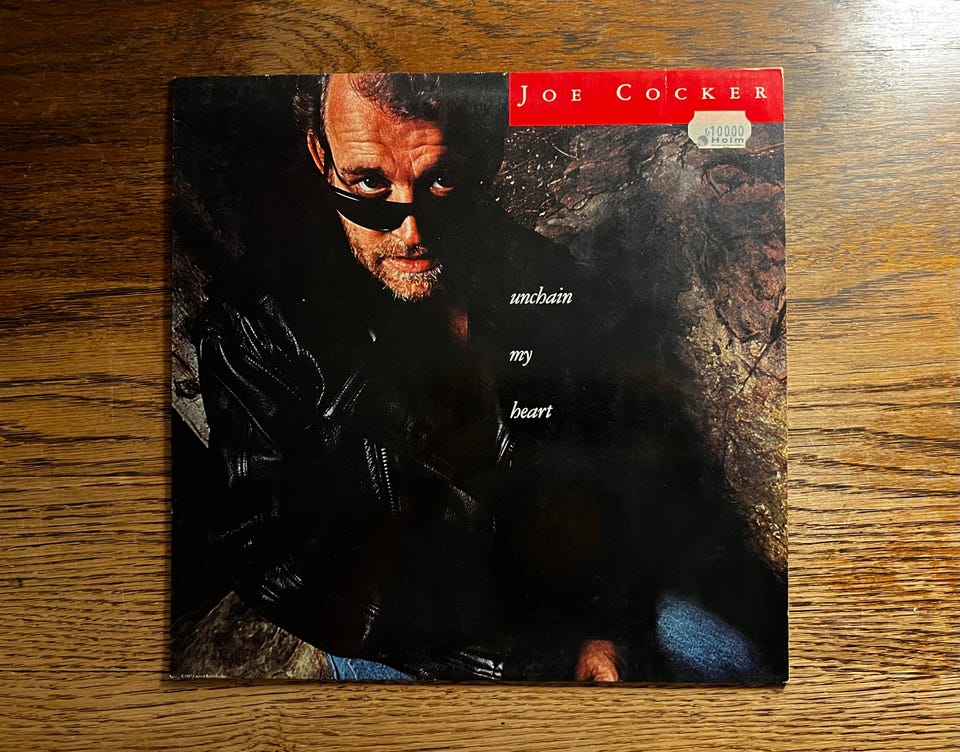 JOE COCKER
10000
Holm
unchain
my
heart